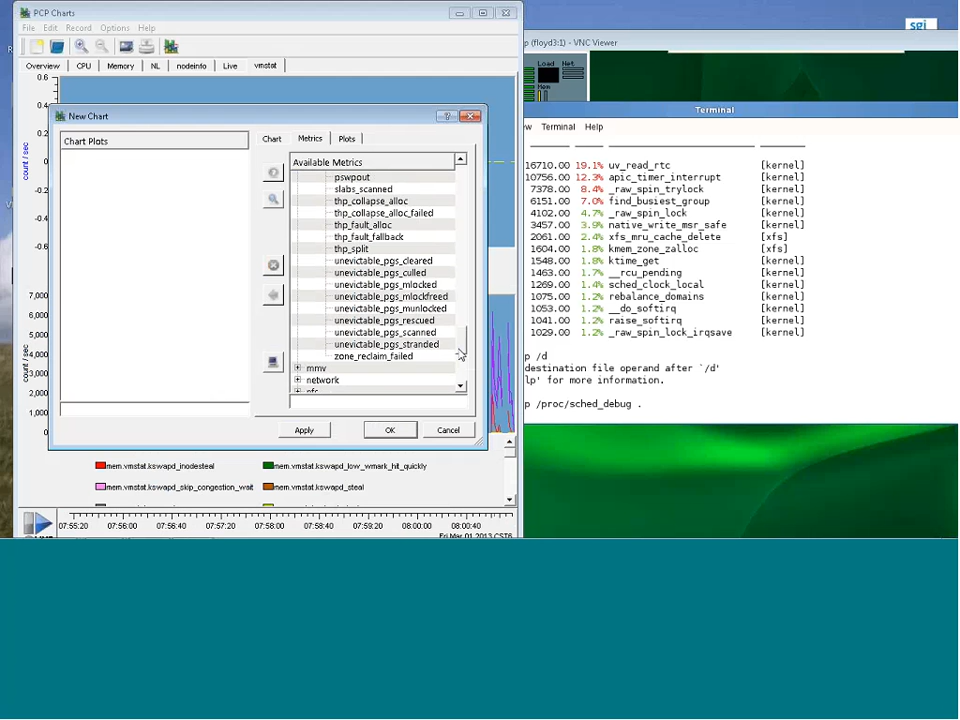 PCP Charts
File Edit Record Options Help
Overview CPU Memory NL nodeinfo Live vmstat
0.6
0.4
0.2
0
-0.2
-0.4
-0.6
count / sec
7,000
6,000
5,000
4,000
3,000
2,000
1,000
0
count / sec
New Chart
Chart Plots
Chart Metrics Plots
Available Metrics
pswpout
slabs_scanned
thp_collapse_alloc
thp_collapse_alloc_failed
thp_fault_alloc
thp_fault_fallback
thp_split
unevictable_pgs_cleared
unevictable_pgs_culled
unevictable_pgs_mlocked
unevictable_pgs_mlockfreed
unevictable_pgs_munlocked
unevictable_pgs_rescued
unevictable_pgs_scanned
unevictable_pgs_stranded
zone_reclaim_failed
mmv
network
nfs
Apply OK Cancel
mem.vmstat.kswapd_inodesteal mem.vmstat.kswapd_low_wmark_hit_quickly
mem.vmstat.kswapd_skip_congestion_wait mem.vmstat.kswapd_steal
07:55:20 07:56:00 07:56:40 07:57:20 07:58:00 07:58:40 07:59:20 08:00:00 08:00:40
Fri Mar 01 2013 CST6
sgi
p (floyd3:1) - VNC Viewer
Load Net.
Mem
Terminal
ew Terminal Help
16710.00 19.1% uv_read_rtc [kernel]
10756.00 12.3% apic_timer_interrupt [kernel]
7378.00 8.4% _raw_spin_trylock [kernel]
6151.00 7.0% find_busiest_group [kernel]
4102.00 4.7% _raw_spin_lock [kernel]
3457.00 3.9% native_write_msr_safe [kernel]
2061.00 2.4% xfs_mru_cache_delete [xfs]
1604.00 1.8% kmem_zone_zalloc [xfs]
1548.00 1.8% ktime_get [kernel]
1463.00 1.7% __rcu_pending [kernel]
1269.00 1.4% sched_clock_local [kernel]
1075.00 1.2% rebalance_domains [kernel]
1053.00 1.2% __do_softirq [kernel]
1041.00 1.2% raise_softirq [kernel]
1029.00 1.2% _raw_spin_lock_irqsave [kernel]
p /d
destination file operand after `/d'
lp' for more information.
p /proc/sched_debug .